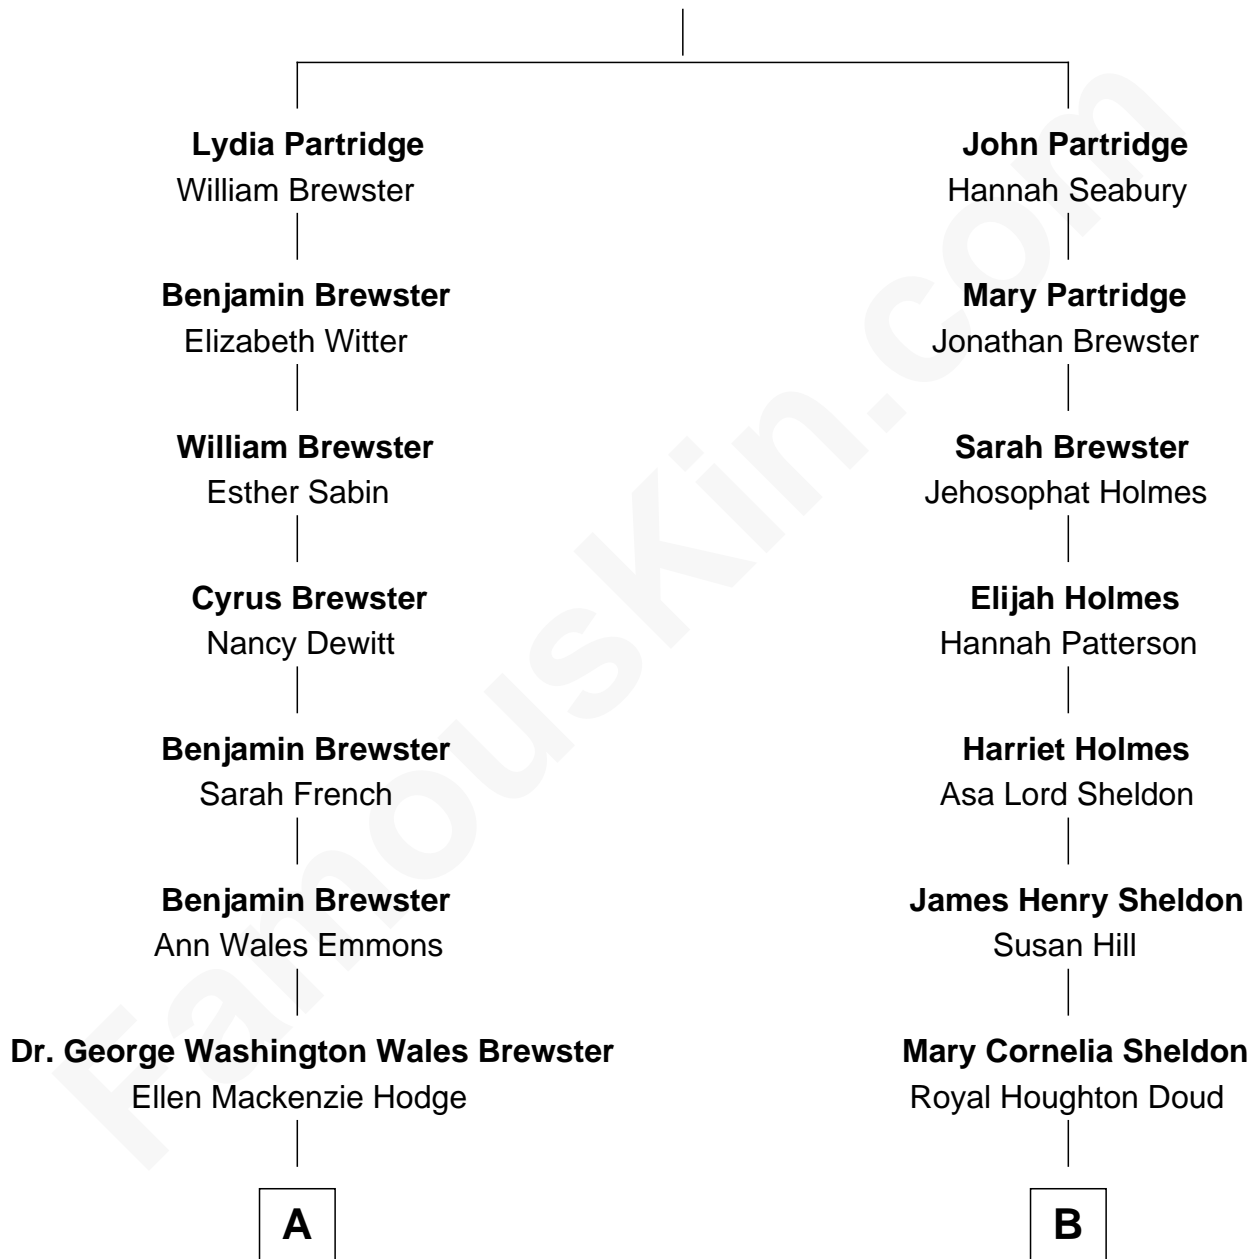 Lydia Partridge
William Brewster
Benjamin Brewster
Elizabeth Witter
William Brewster
Esther Sabin
Cyrus Brewster
Nancy Dewitt
Benjamin Brewster
Sarah French
Benjamin Brewster
Ann Wales Emmons
Dr. George Washington Wales Brewster
Ellen Mackenzie Hodge
A
John Partridge
Hannah Seabury
Mary Partridge
Jonathan Brewster
Sarah Brewster
Jehosophat Holmes
Elijah Holmes
Hannah Patterson
Harriet Holmes
Asa Lord Sheldon
James Henry Sheldon
Susan Hill
Mary Cornelia Sheldon
Royal Houghton Doud
B
FamousKin.com